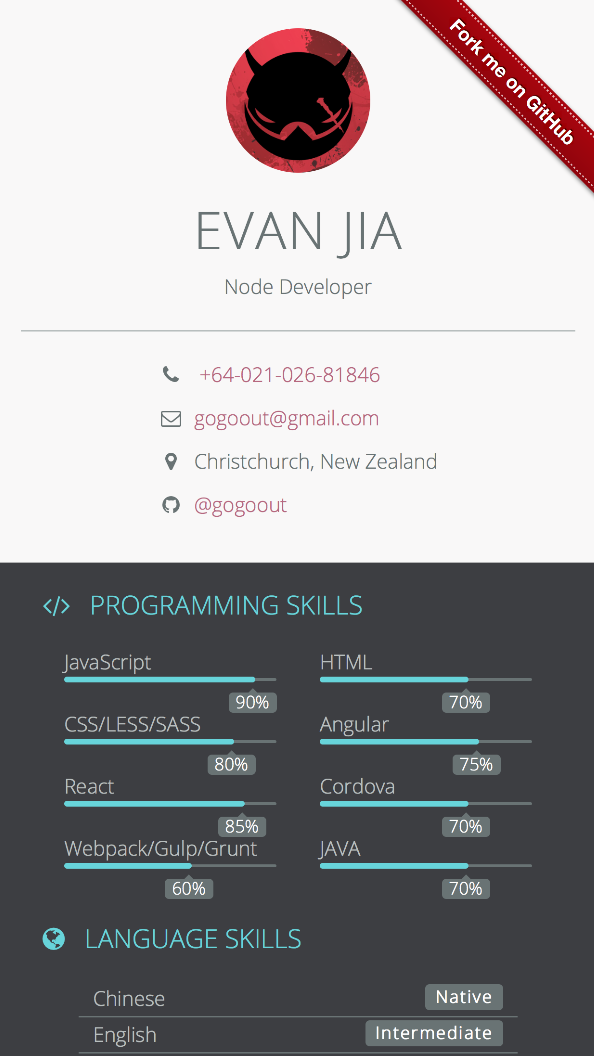 Fork me on GitHub
EVAN JIA
Node Developer
+64-021-026-81846
gogoout@gmail.com
Christchurch, New Zealand
@gogoout
PROGRAMMING SKILLS
JavaScript HTML
90% 70%
CSS/LESS/SASS Angular
80% 75%
React Cordova
85% 70%
Webpack/Gulp/Grunt JAVA
60% 70%
LANGUAGE SKILLS
Chinese Native
English Intermediate